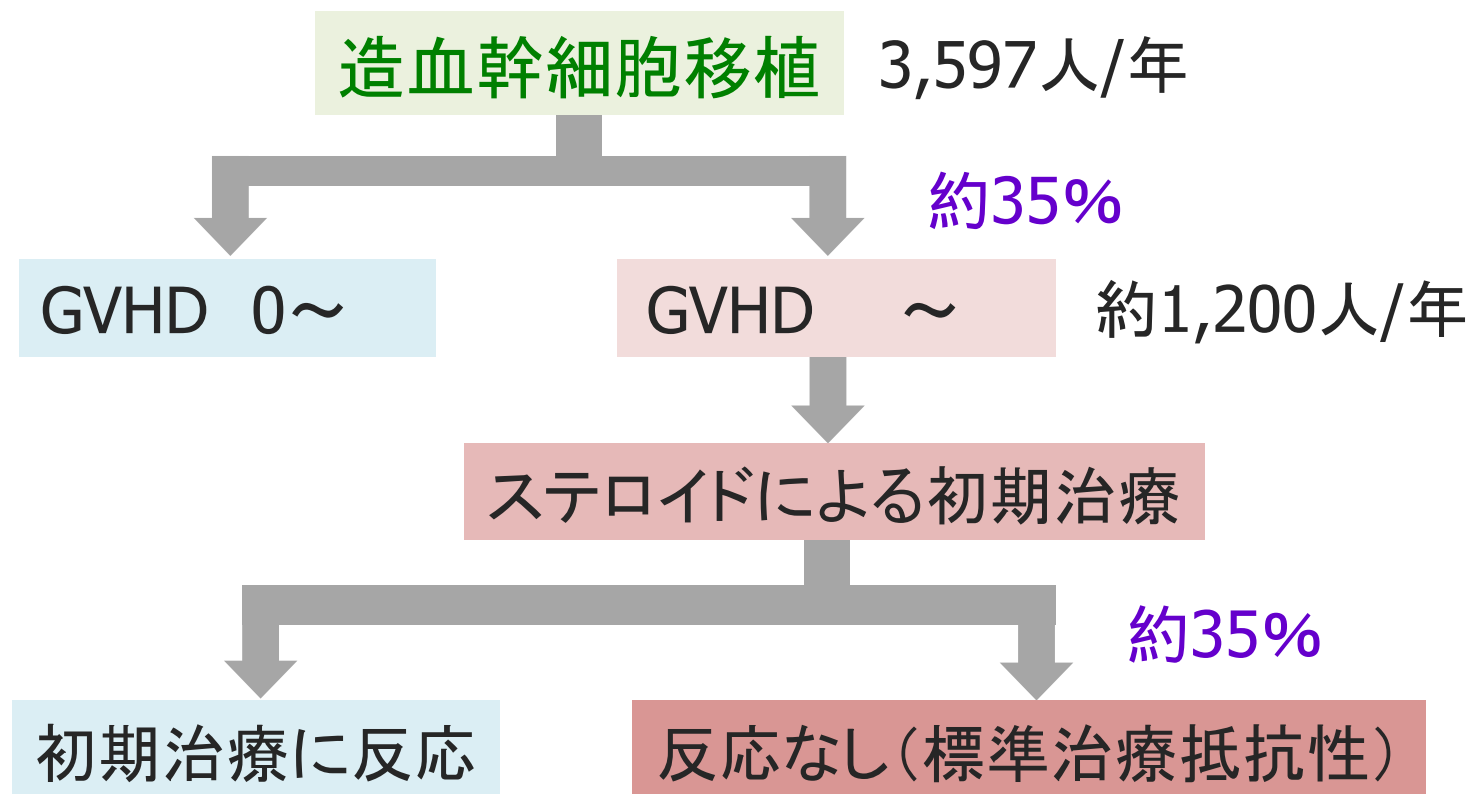 造血幹細胞移植 3,597人/年
約35%
GVHD 0～
GVHD ～ 約1,200人/年
ステロイドによる初期治療
約35%
初期治療に反応
反応なし（標準治療抵抗性）